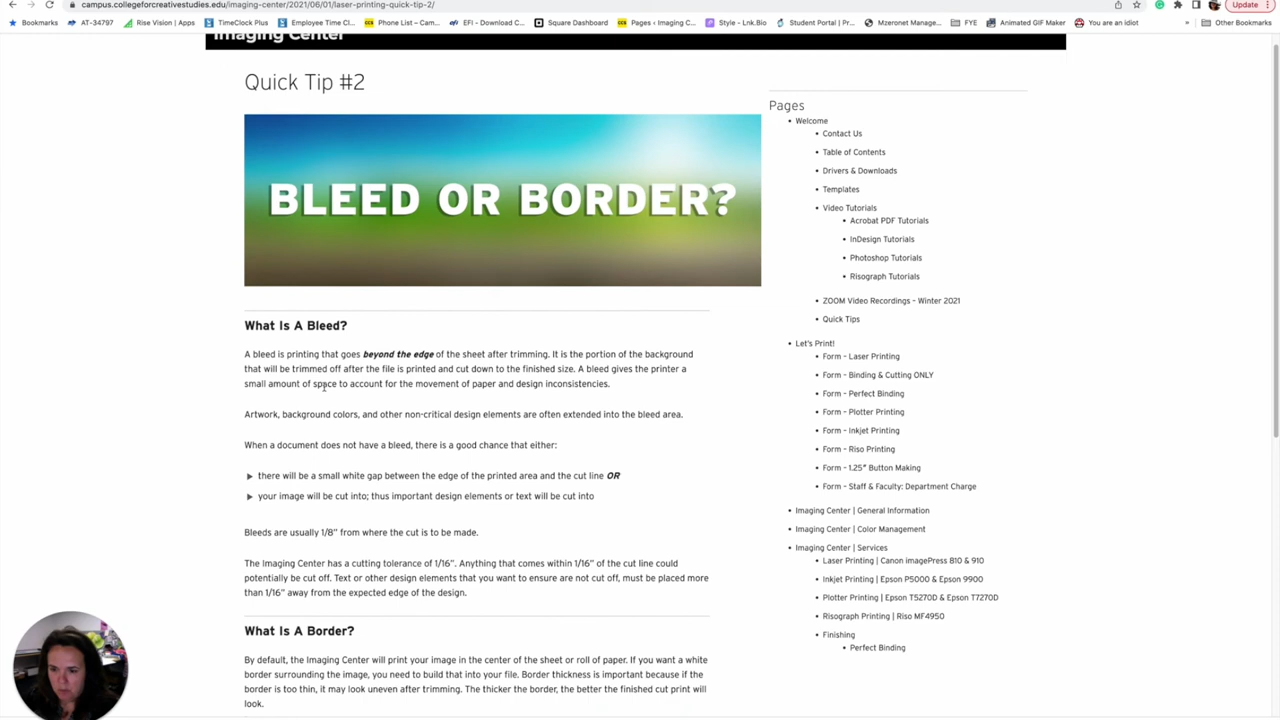 campus.collegeforcreativestudies.edu/imaging-center/2021/06/01/laser-printing-quick-tip-2/
Update
Bookmarks
AT-34797
Rise Vision | Apps
TimeClock Plus
Employee Time Cl...
Phone List – Cam...
EFI - Download C...
Square Dashboard
Pages ‹ Imaging C...
Style - Lnk.Bio
Student Portal | Pr...
Mzeronet Manage...
FYE
Animated GIF Maker
You are an idiot
»
Other Bookmarks
Imaging Center
Quick Tip #2
BLEED OR BORDER?
What Is A Bleed?
A bleed is printing that goes beyond the edge of the sheet after trimming. It is the portion of the background
that will be trimmed off after the file is printed and cut down to the finished size. A bleed gives the printer a
small amount of space to account for the movement of paper and design inconsistencies.
Artwork, background colors, and other non-critical design elements are often extended into the bleed area.
When a document does not have a bleed, there is a good chance that either:
there will be a small white gap between the edge of the printed area and the cut line OR
your image will be cut into; thus important design elements or text will be cut into
Bleeds are usually 1/8" from where the cut is to be made.
The Imaging Center has a cutting tolerance of 1/16". Anything that comes within 1/16" of the cut line could
potentially be cut off. Text or other design elements that you want to ensure are not cut off, must be placed more
than 1/16" away from the expected edge of the design.
What Is A Border?
By default, the Imaging Center will print your image in the center of the sheet or roll of paper. If you want a white
border surrounding the image, you need to build that into your file. Border thickness is important because if the
border is too thin, it may look uneven after trimming. The thicker the border, the better the finished cut print will
look.
Pages
Welcome
Contact Us
Table of Contents
Drivers & Downloads
Templates
Video Tutorials
Acrobat PDF Tutorials
InDesign Tutorials
Photoshop Tutorials
Risograph Tutorials
ZOOM Video Recordings – Winter 2021
Quick Tips
Let's Print!
Form – Laser Printing
Form – Binding & Cutting ONLY
Form – Perfect Binding
Form – Plotter Printing
Form – Inkjet Printing
Form – Riso Printing
Form – 1.25" Button Making
Form – Staff & Faculty: Department Charge
Imaging Center | General Information
Imaging Center | Color Management
Imaging Center | Services
Laser Printing | Canon imagePress 810 & 910
Inkjet Printing | Epson P5000 & Epson 9900
Plotter Printing | Epson T5270D & Epson T7270D
Risograph Printing | Riso MF4950
Finishing
Perfect Binding